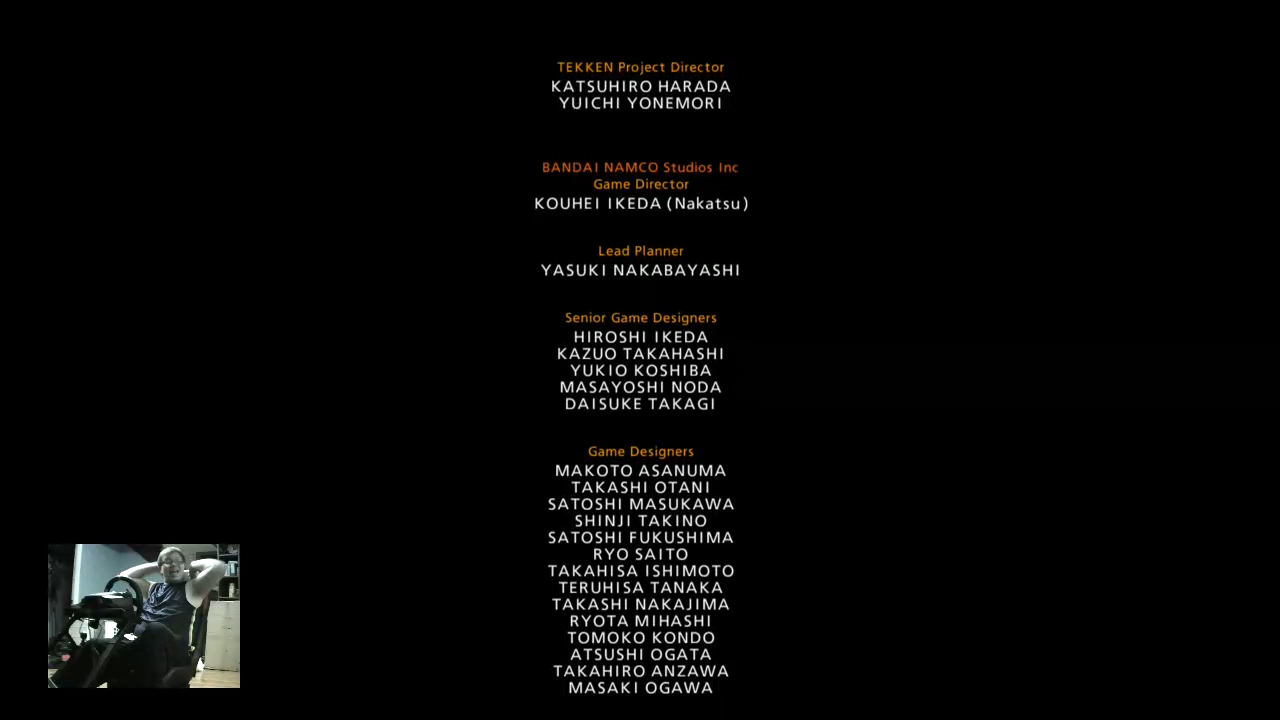 TEKKEN Project Director
KATSUHIRO HARADA
YUICHI YONEMORI
BANDAI NAMCO Studios Inc
Game Director
KOUHEI IKEDA (Nakatsu)
Lead Planner
YASUKI NAKABAYASHI
Senior Game Designers
HIROSHI IKEDA
KAZUO TAKAHASHI
YUKIO KOSHIBA
MASAYOSHI NODA
DAISUKE TAKAGI
Game Designers
MAKOTO ASANUMA
TAKASHI OTANI
SATOSHI MASUKAWA
SHINJI TAKINO
SATOSHI FUKUSHIMA
RYO SAITO
TAKAHISA ISHIMOTO
TERUHISA TANAKA
TAKASHI NAKAJIMA
RYOTA MIHASHI
TOMOKO KONDO
ATSUSHI OGATA
TAKAHIRO ANZAWA
MASAKI OGAWA